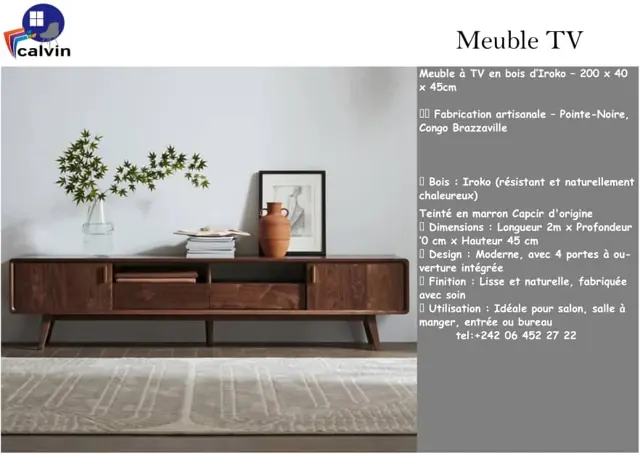 calvin
Meuble TV
Meuble à TV en bois d'Iroko – 200 x 40
x 45cm
Fabrication artisanale – Pointe-Noire,
Congo Brazzaville
Bois : Iroko (résistant et naturellement
chaleureux)
Teinté en marron Capcir d'origine
Dimensions : Longueur 2m x Profondeur
'0 cm x Hauteur 45 cm
Design : Moderne, avec 4 portes à ou-
verture intégrée
Finition : Lisse et naturelle, fabriquée
avec soin
Utilisation : Idéale pour salon, salle à
manger, entrée ou bureau
tel:+242 06 452 27 22